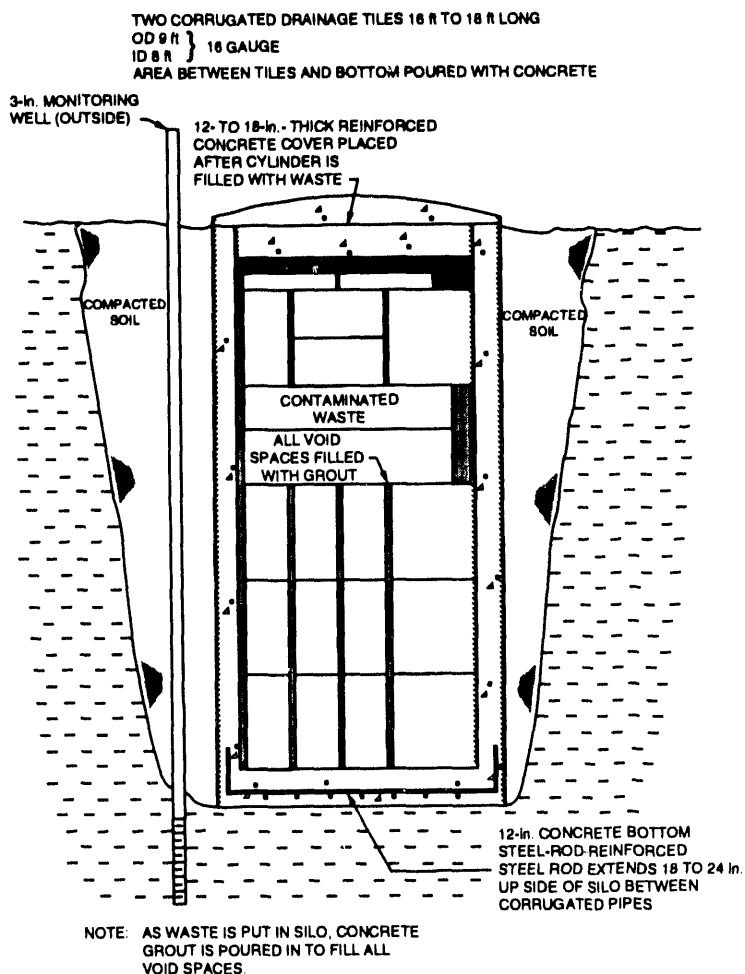 TWO CORRUGATED DRAINAGE TILES 16 ft TO 18 ft LONG
OD 9 ft
ID 8 ft } 16 GAUGE
AREA BETWEEN TILES AND BOTTOM POURED WITH CONCRETE
3-in. MONITORING
WELL (OUTSIDE)
12- TO 18-in.- THICK REINFORCED
CONCRETE COVER PLACED
AFTER CYLINDER IS
FILLED WITH WASTE
COMPACTED
SOIL
COMPACTED
SOIL
CONTAMINATED
WASTE
ALL VOID
SPACES FILLED
WITH GROUT
12-in. CONCRETE BOTTOM
STEEL-ROD-REINFORCED
STEEL ROD EXTENDS 18 TO 24 in.
UP SIDE OF SILO BETWEEN
CORRUGATED PIPES
NOTE: AS WASTE IS PUT IN SILO, CONCRETE
GROUT IS POURED IN TO FILL ALL
VOID SPACES.